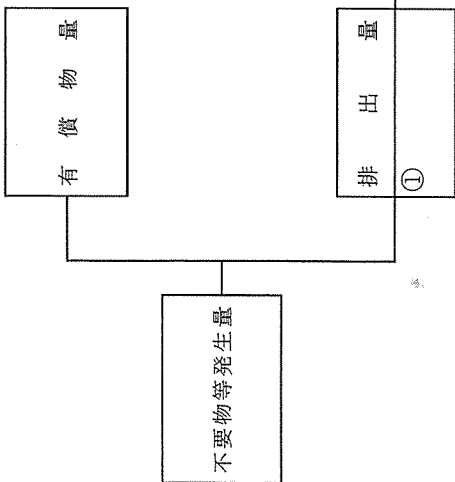 有償物量
排出量
①
不要物等発生量